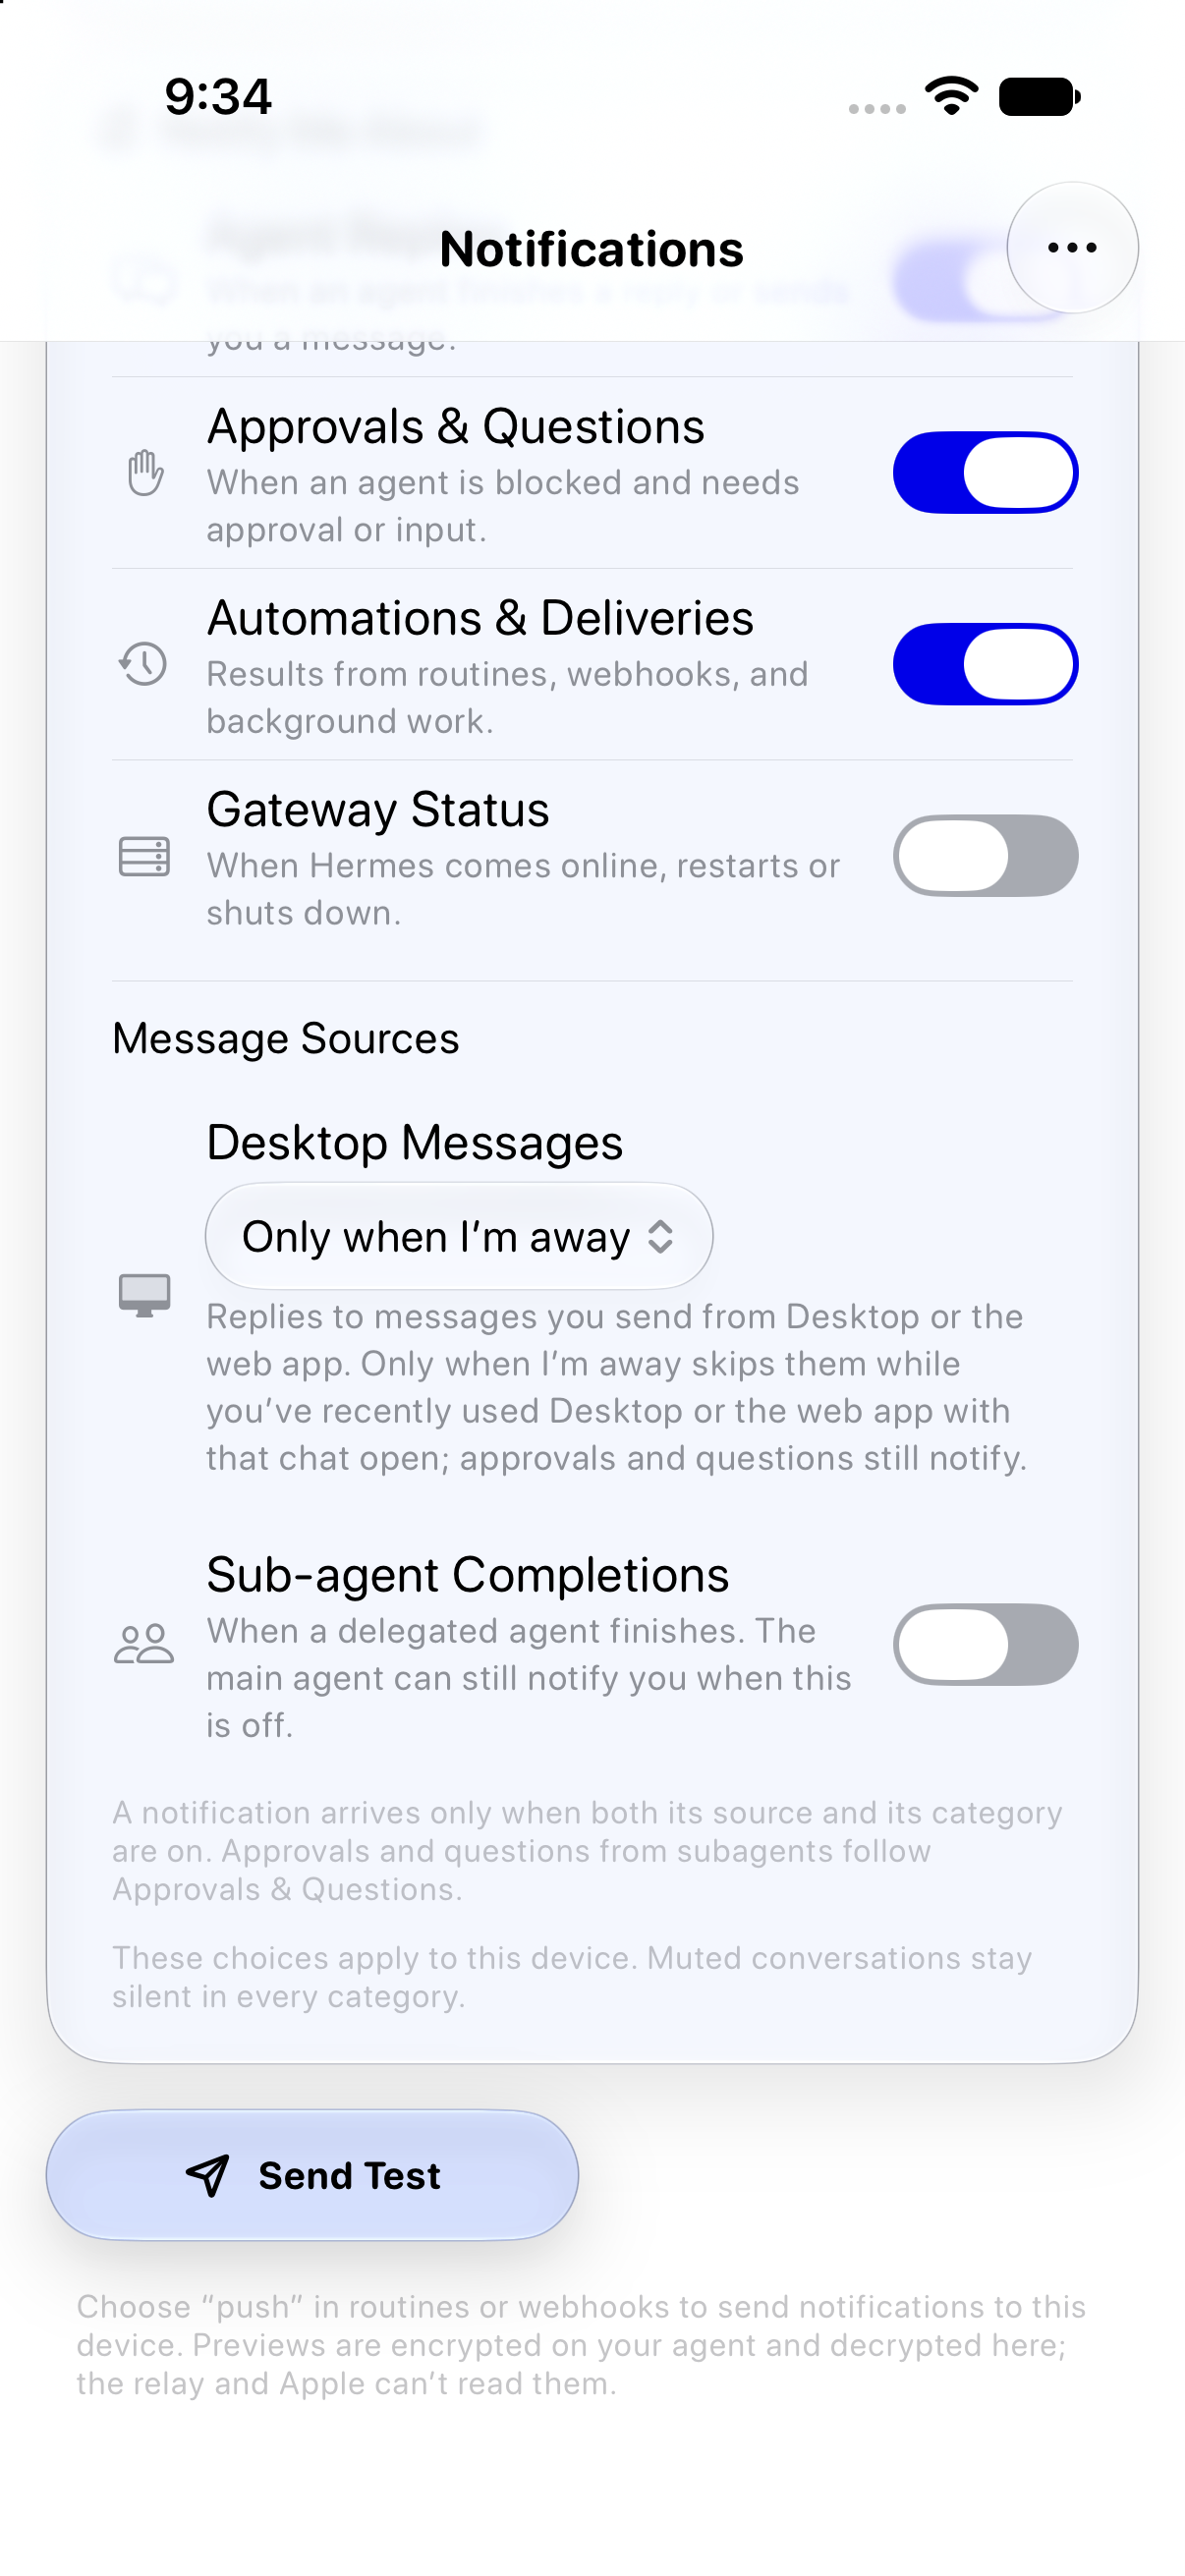 9:34
Notifications
you a message.
Approvals & Questions
When an agent is blocked and needs
approval or input.
Automations & Deliveries
Results from routines, webhooks, and
background work.
Gateway Status
When Hermes comes online, restarts or
shuts down.
Message Sources
Desktop Messages
Only when I’m away
Replies to messages you send from Desktop or the
web app. Only when I’m away skips them while
you’ve recently used Desktop or the web app with
that chat open; approvals and questions still notify.
Sub-agent Completions
When a delegated agent finishes. The
main agent can still notify you when this
is off.
A notification arrives only when both its source and its category
are on. Approvals and questions from subagents follow
Approvals & Questions.
These choices apply to this device. Muted conversations stay
silent in every category.
Send Test
Choose “push” in routines or webhooks to send notifications to this
device. Previews are encrypted on your agent and decrypted here;
the relay and Apple can’t read them.